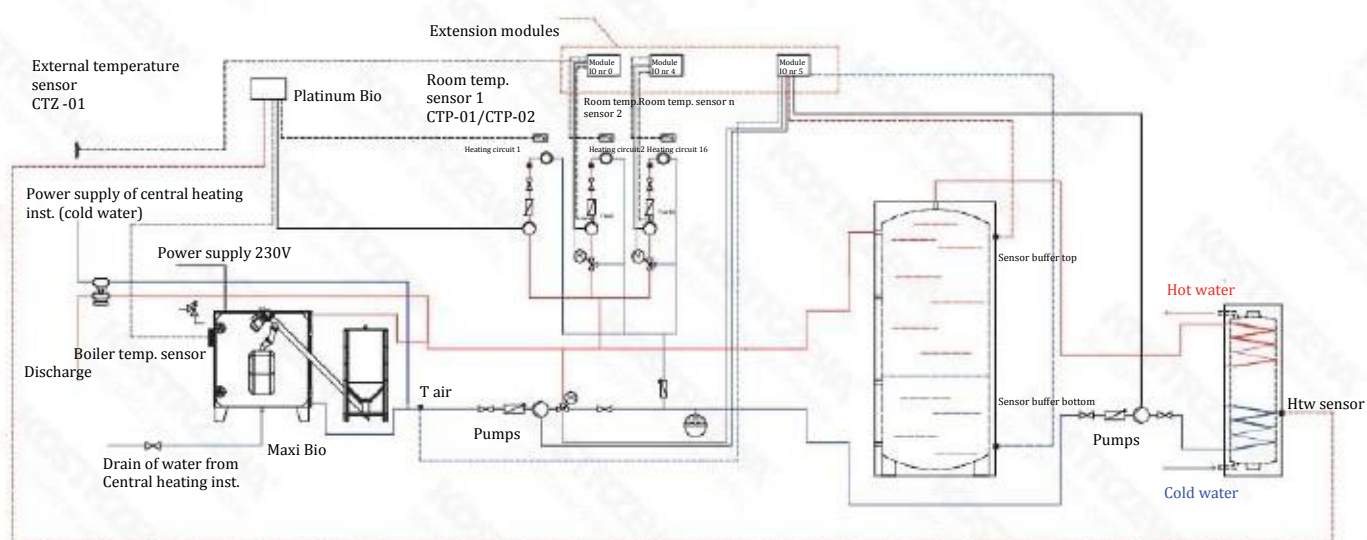 Extension modules
External temperature
sensor
CTZ -01
Platinum Bio
Room temp.
sensor 1
CTP-01/CTP-02
Module
IO nr 0
Module
IO nr 4
Module
IO nr 5
Room temp.
sensor 2
Room temp. sensor n
Heating circuit 1
Heating circuit 2
Heating circuit 16
Power supply of central heating
inst. (cold water)
Power supply 230V
Boiler temp. sensor
Discharge
T air
Pumps
Maxi Bio
Drain of water from
Central heating inst.
Sensor buffer top
Sensor buffer bottom
Hot water
Htw sensor
Pumps
Cold water
KOSTRZEWA